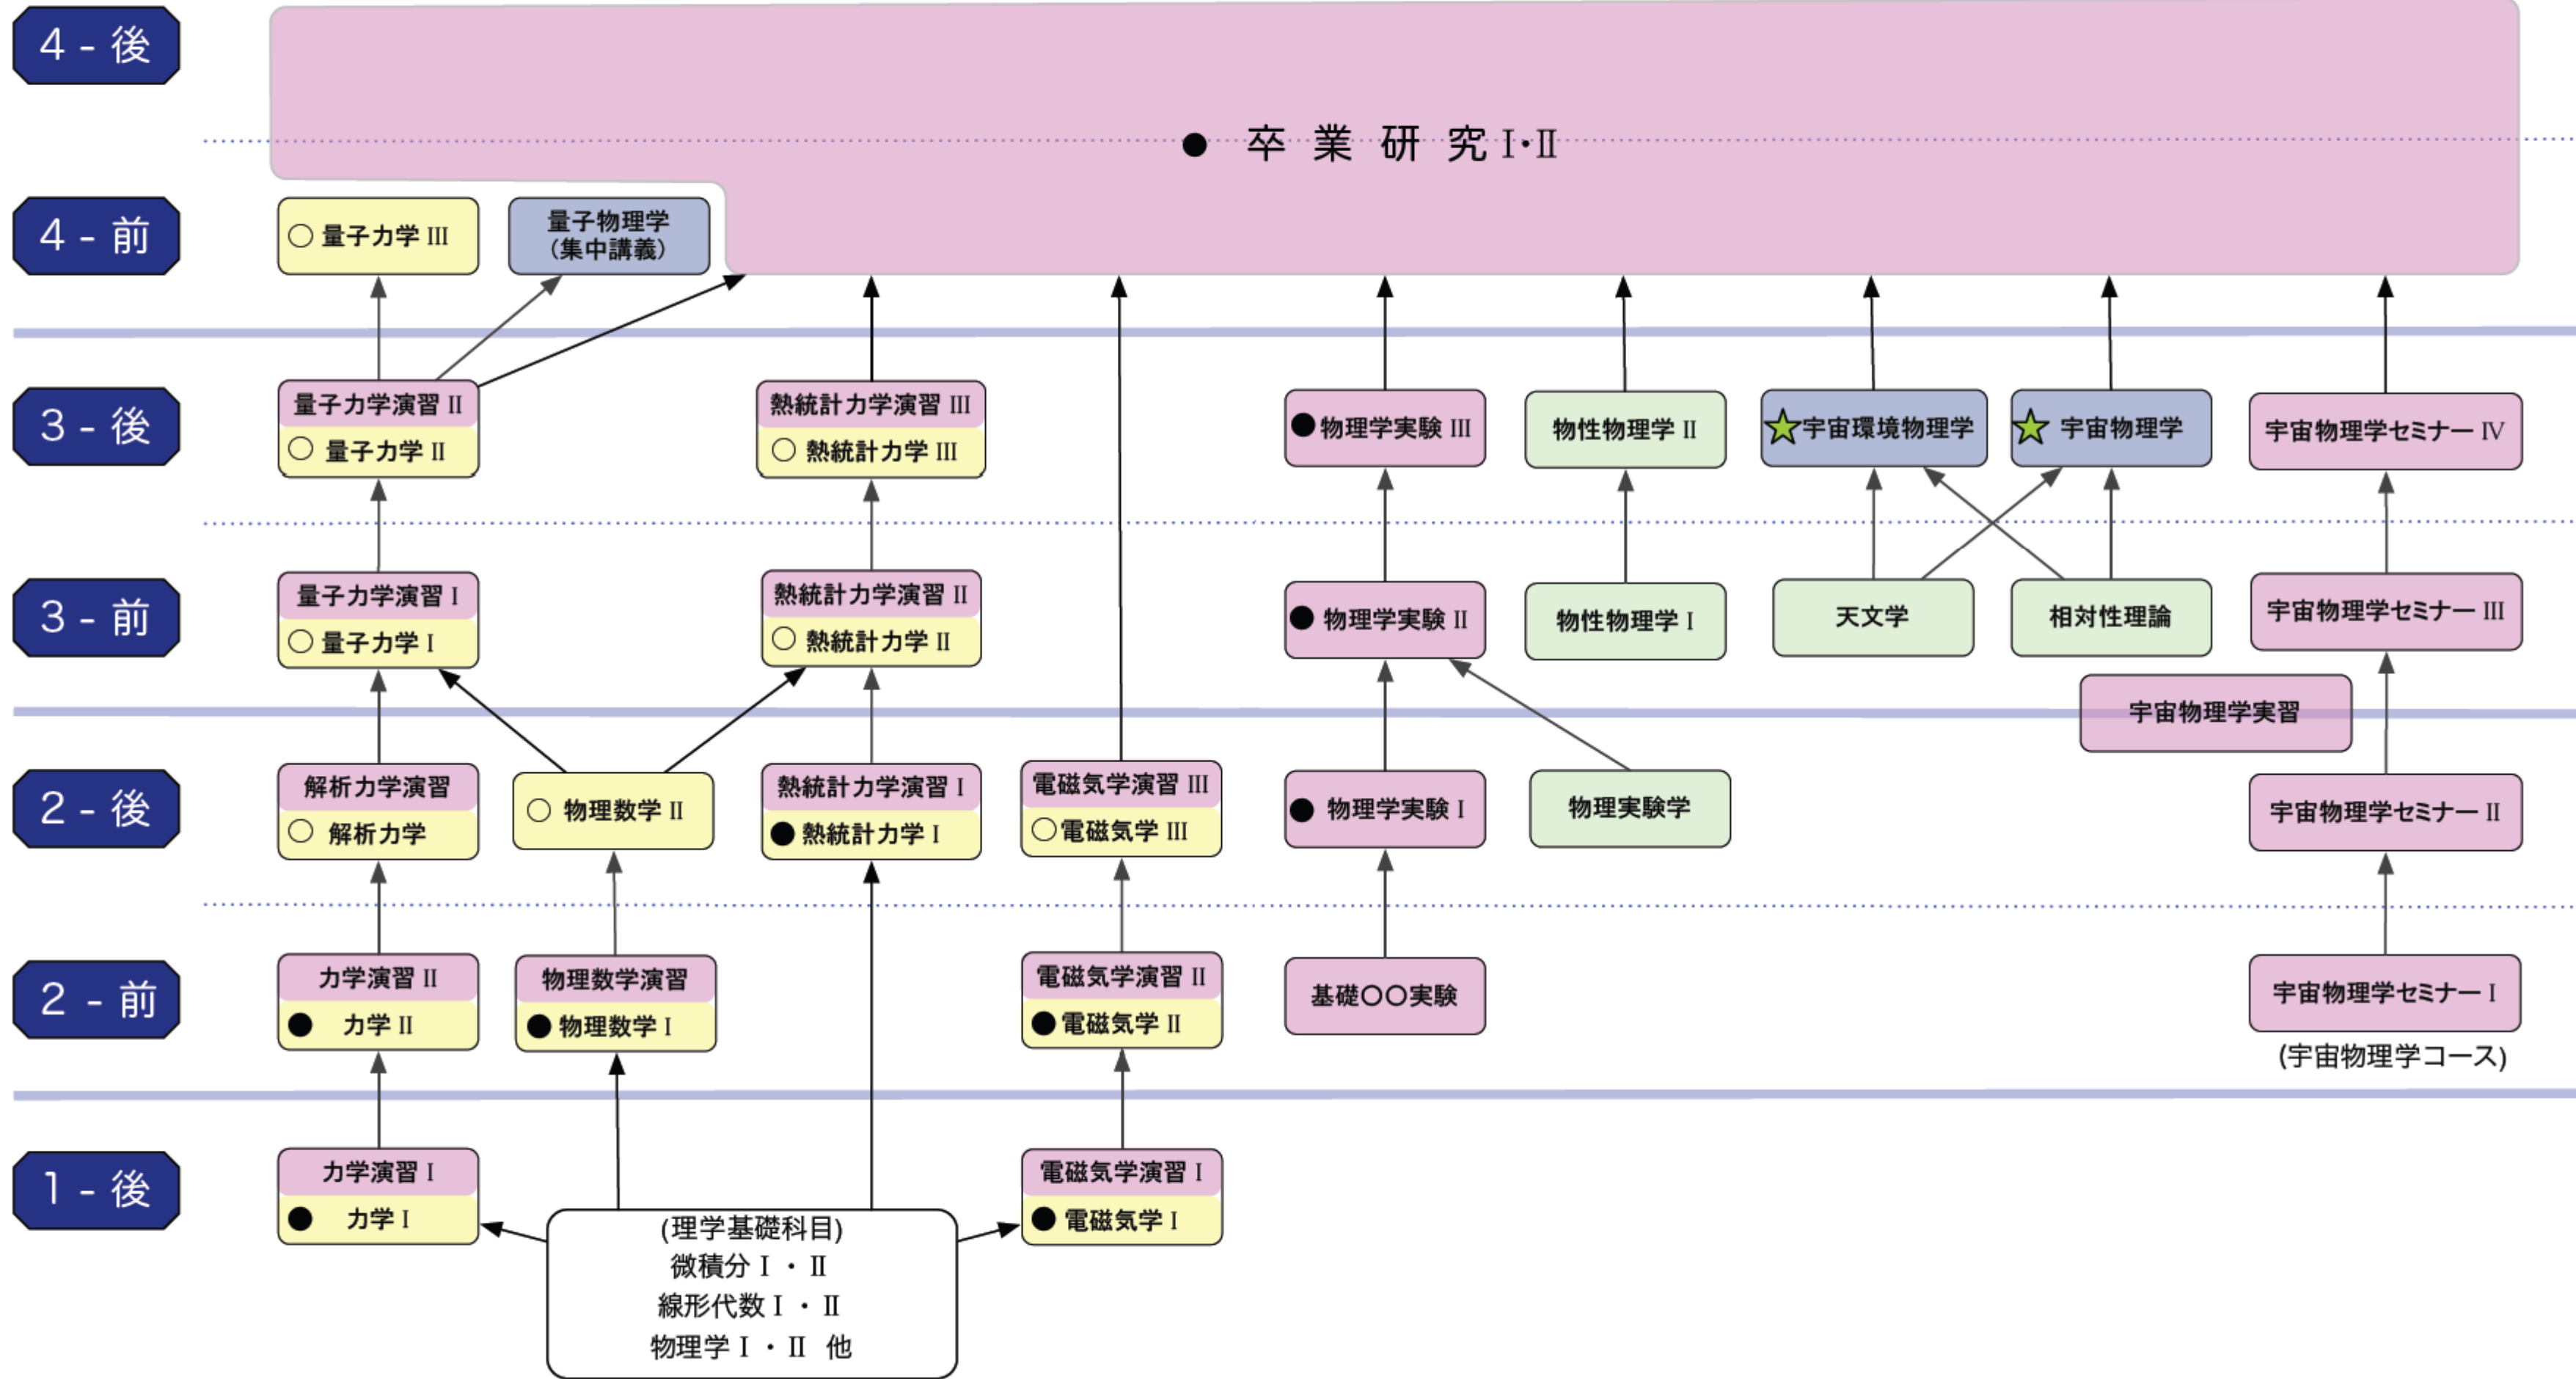 4 - 後
● 卒 業 研 究 I・II
4 - 前
○ 量子力学 III
量子物理学
(集中講義)
3 - 後
量子力学演習 II
○ 量子力学 II
熱統計力学演習 III
○ 熱統計力学 III
● 物理学実験 III
物性物理学 II
☆宇宙環境物理学
☆ 宇宙物理学
宇宙物理学セミナー IV
3 - 前
量子力学演習 I
○ 量子力学 I
熱統計力学演習 II
○ 熱統計力学 II
● 物理学実験 II
物性物理学 I
天文学
相対性理論
宇宙物理学セミナー III
宇宙物理学実習
2 - 後
解析力学演習
○ 解析力学
○ 物理数学 II
熱統計力学演習 I
● 熱統計力学 I
電磁気学演習 III
○電磁気学 III
● 物理学実験 I
物理実験学
宇宙物理学セミナー II
2 - 前
力学演習 II
● 力学 II
物理数学演習
● 物理数学 I
電磁気学演習 II
● 電磁気学 II
基礎〇〇実験
宇宙物理学セミナー I
(宇宙物理学コース)
1 - 後
力学演習 I
● 力学 I
(理学基礎科目)
微積分 I ・ II
線形代数 I ・ II
物理学 I ・ II 他
電磁気学演習 I
● 電磁気学 I